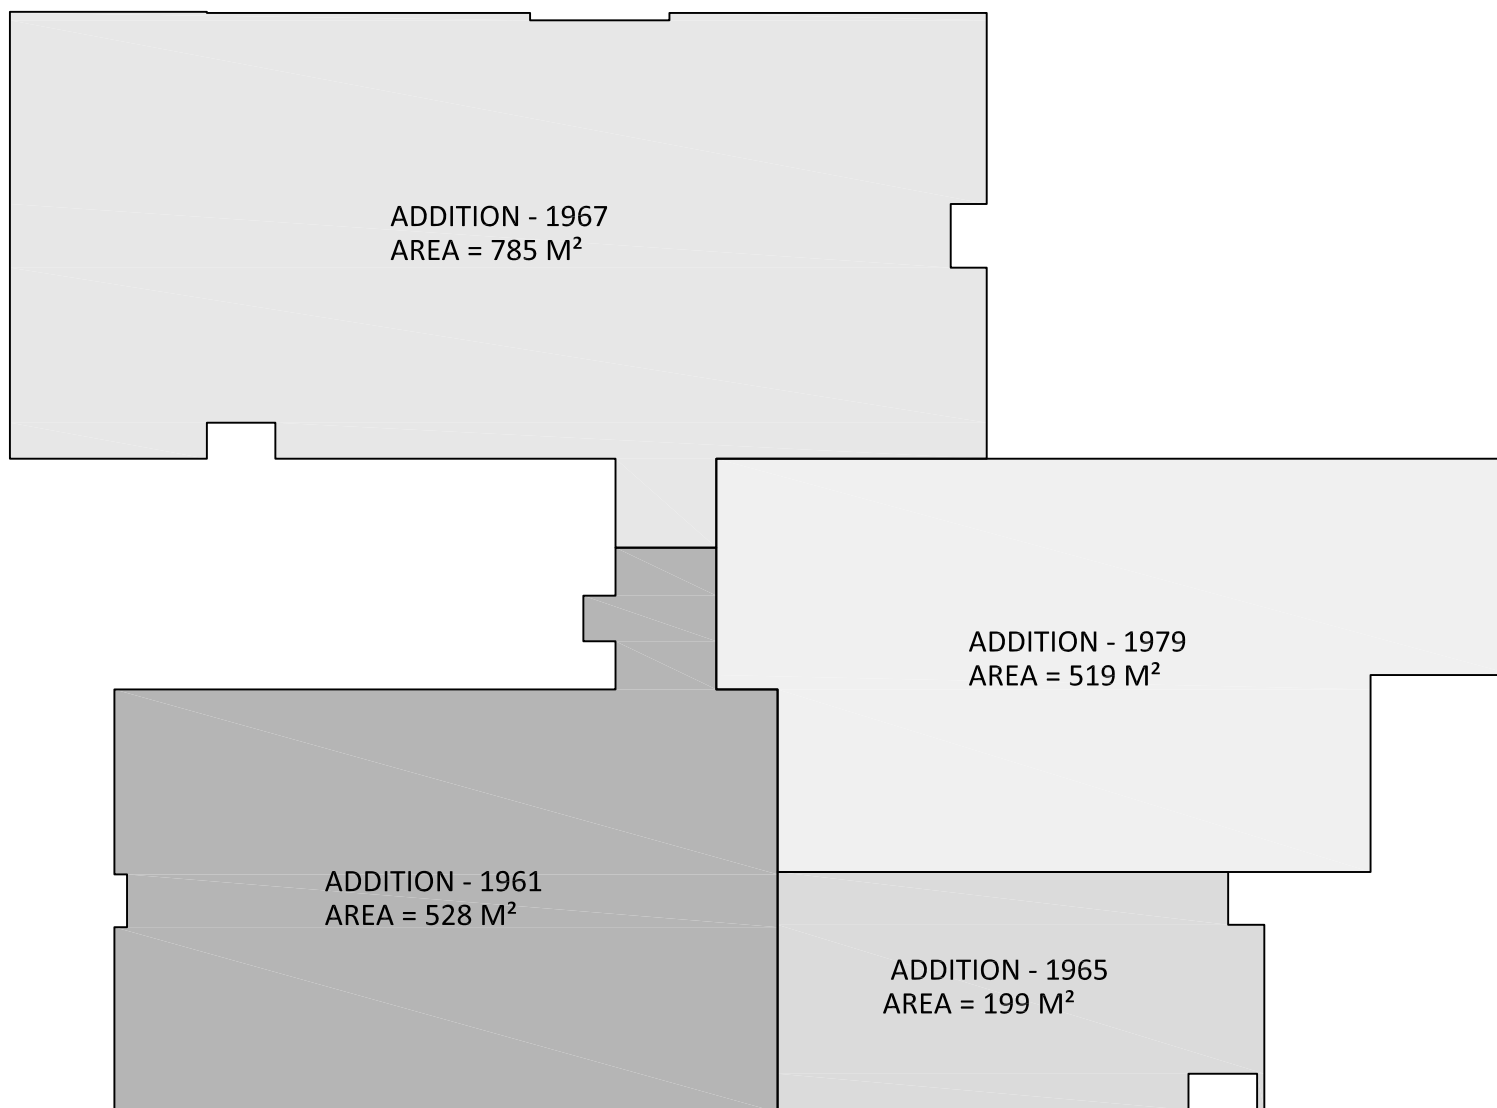 ADDITION - 1967
AREA = 785 M²
ADDITION - 1979
AREA = 519 M²
ADDITION - 1961
AREA = 528 M²
ADDITION - 1965
AREA = 199 M²